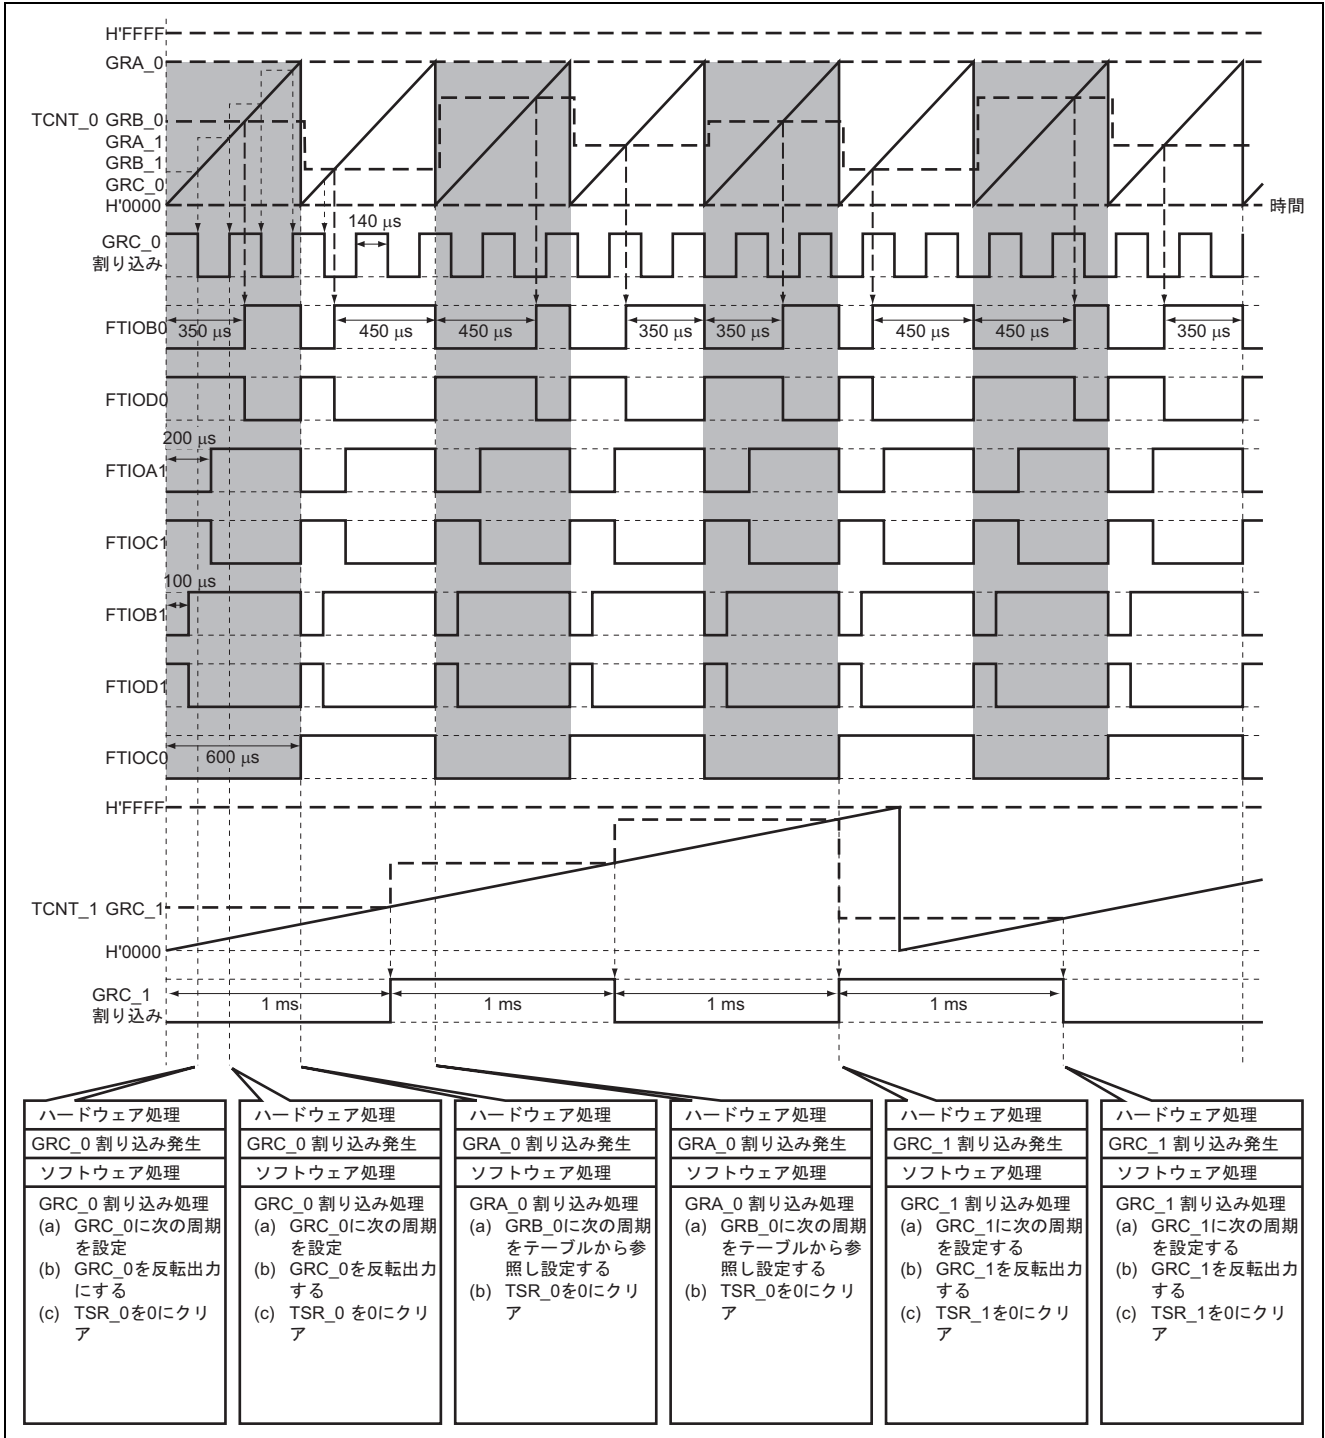 H'FFFF
GRA_0
TCNT_0 GRB_0
GRA_1
GRB_1
GRC_0
H'0000
時間
140 μs
GRC_0
割り込み
FTIOB0
350 μs
450 μs
450 μs
350 μs
350 μs
450 μs
450 μs
350 μs
FTIOD0
200 μs
FTIOA1
FTIOC1
100 μs
FTIOB1
FTIOD1
FTIOC0
600 μs
H'FFFF
TCNT_1 GRC_1
H'0000
GRC_1
割り込み
1 ms
1 ms
1 ms
1 ms
ハードウェア処理
GRC_0 割り込み発生
ソフトウェア処理
GRC_0 割り込み処理
(a) GRC_0に次の周期
を設定
(b) GRC_0を反転出力
にする
(c) TSR_0を0にクリ
ア
ハードウェア処理
GRC_0 割り込み発生
ソフトウェア処理
GRC_0 割り込み処理
(a) GRC_0に次の周期
を設定
(b) GRC_0を反転出力
する
(c) TSR_0 を0にクリ
ア
ハードウェア処理
GRA_0 割り込み発生
ソフトウェア処理
GRA_0 割り込み処理
(a) GRB_0に次の周期
をテーブルから参
照し設定する
(b) TSR_0を0にクリ
ア
ハードウェア処理
GRA_0 割り込み発生
ソフトウェア処理
GRA_0 割り込み処理
(a) GRB_0に次の周期
をテーブルから参
照し設定する
(b) TSR_0を0にクリ
ア
ハードウェア処理
GRC_1 割り込み発生
ソフトウェア処理
GRC_1 割り込み処理
(a) GRC_1に次の周期
を設定する
(b) GRC_1を反転出力
する
(c) TSR_1を0にクリ
ア
ハードウェア処理
GRC_1 割り込み発生
ソフトウェア処理
GRC_1 割り込み処理
(a) GRC_1に次の周期
を設定する
(b) GRC_1を反転出力
する
(c) TSR_1を0にクリ
ア